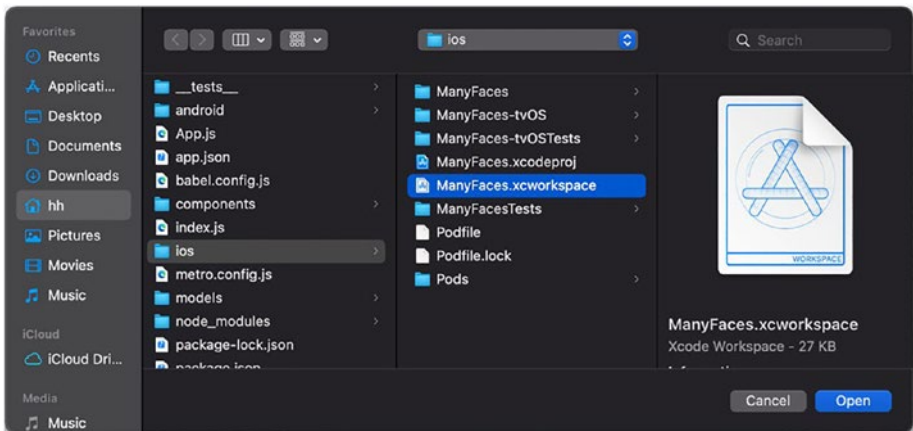 Favorites
Recents
Applicati...
Desktop
Documents
Downloads
hh
Pictures
Movies
Music
iCloud
iCloud Dri...
Media
Music
ios
Search
__tests__
android
App.js
app.json
babel.config.js
components
index.js
ios
metro.config.js
models
node_modules
package-lock.json
package.json
ManyFaces
ManyFaces-tvOS
ManyFaces-tvOSTests
ManyFaces.xcodeproj
ManyFaces.xcworkspace
ManyFacesTests
Podfile
Podfile.lock
Pods
WORKSPACE
ManyFaces.xcworkspace
Xcode Workspace - 27 KB
Cancel
Open